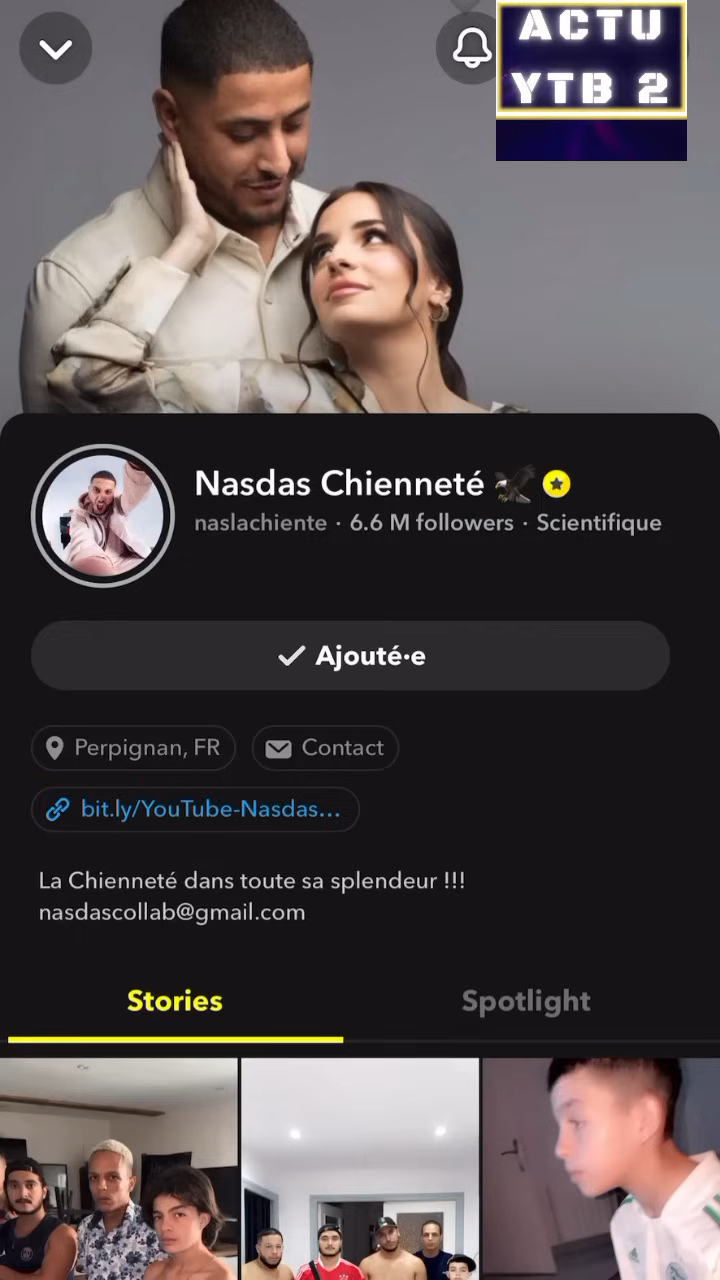 ACTU
YTB 2
Nasdas Chienneté
naslachiente · 6.6 M followers · Scientifique
Ajouté·e
Perpignan, FR
Contact
bit.ly/YouTube-Nasdas...
La Chienneté dans toute sa splendeur !!!
nasdascollab@gmail.com
Stories
Spotlight